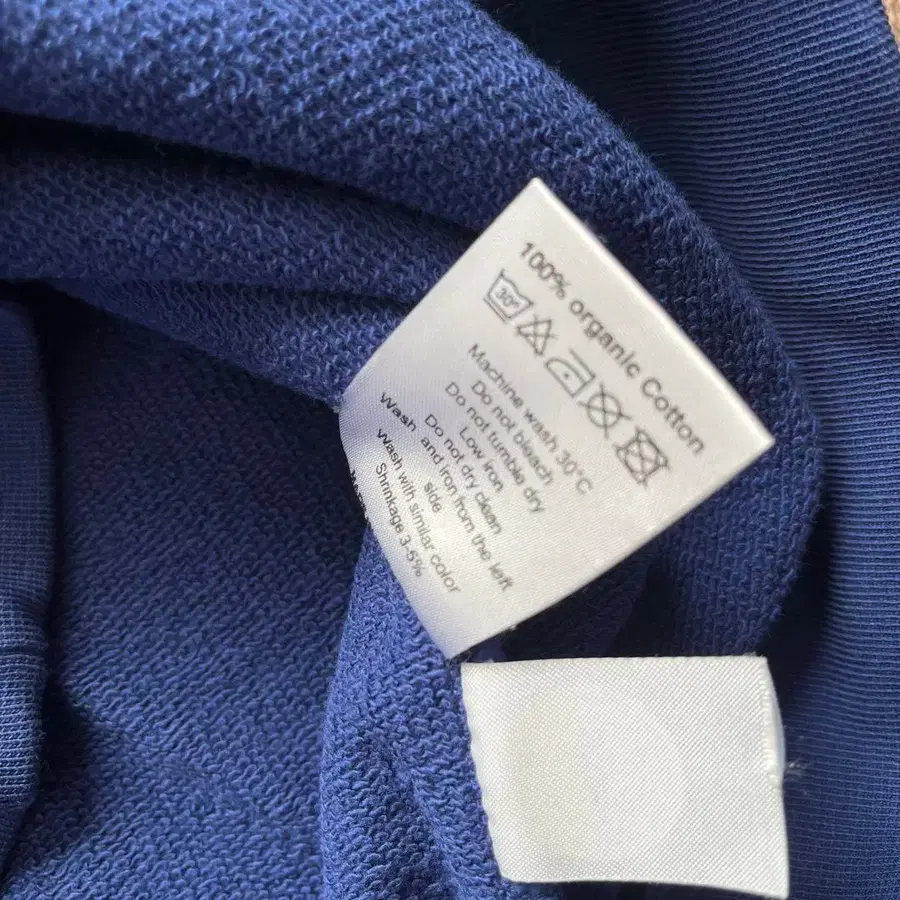 100% organic Cotton
30°
Machine wash 30°C
Do not bleach
Do not tumble dry
Low iron
Do not dry clean
Wash and iron from the left
side
Wash with similar color
Shrinkage 3-5%